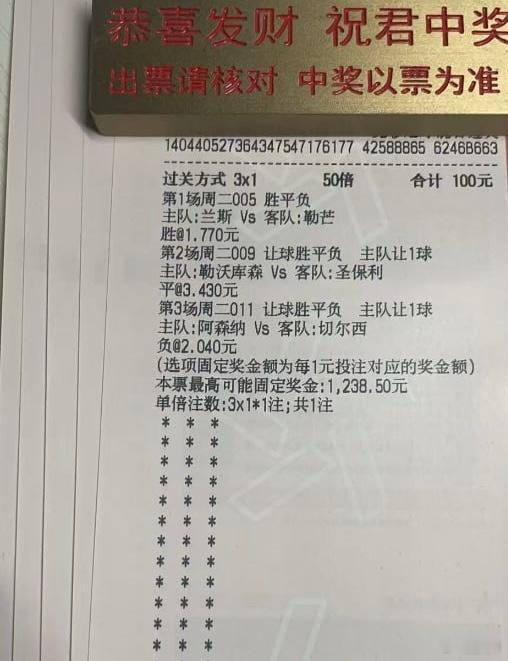 恭喜发财 祝君中奖
出票请核对 中奖以票为准
140440527364347547176177 42588865 6246B663
过关方式 3x1 50倍 合计 100元
第1场周二005 胜平负
主队:兰斯 Vs 客队:勒芒
胜@1.770元
第2场周二009 让球胜平负 主队让1球
主队:勒沃库森 Vs 客队:圣保利
平@3.430元
第3场周二011 让球胜平负 主队让1球
主队:阿森纳 Vs 客队:切尔西
负@2.040元
(选项固定奖金额为每1元投注对应的奖金额)
本票最高可能固定奖金:1,238.50元
单倍注数:3x1*1注;共1注
* * *
* * *
* * *
* * *
* * *
* * *
* * *
* * *
* * *
* * *
* * *
* * *